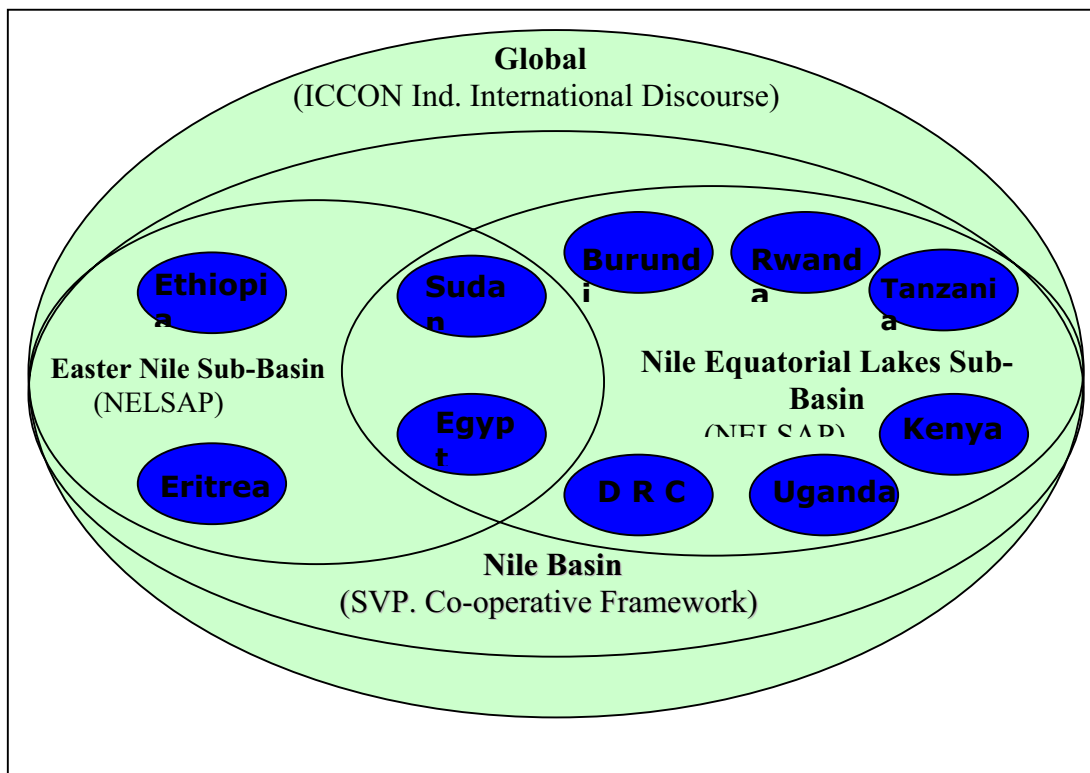 Global
(ICCON Ind. International Discourse)
Burund
i
Rwand
a
Tanzani
a
Ethiopi
a
Suda
n
Easter Nile Sub-Basin
(NELSAP)
Nile Equatorial Lakes Sub-
Basin
(NELSAP)
Egyp
t
Kenya
Eritrea
D R C
Uganda
Nile Basin
(SVP. Co-operative Framework)